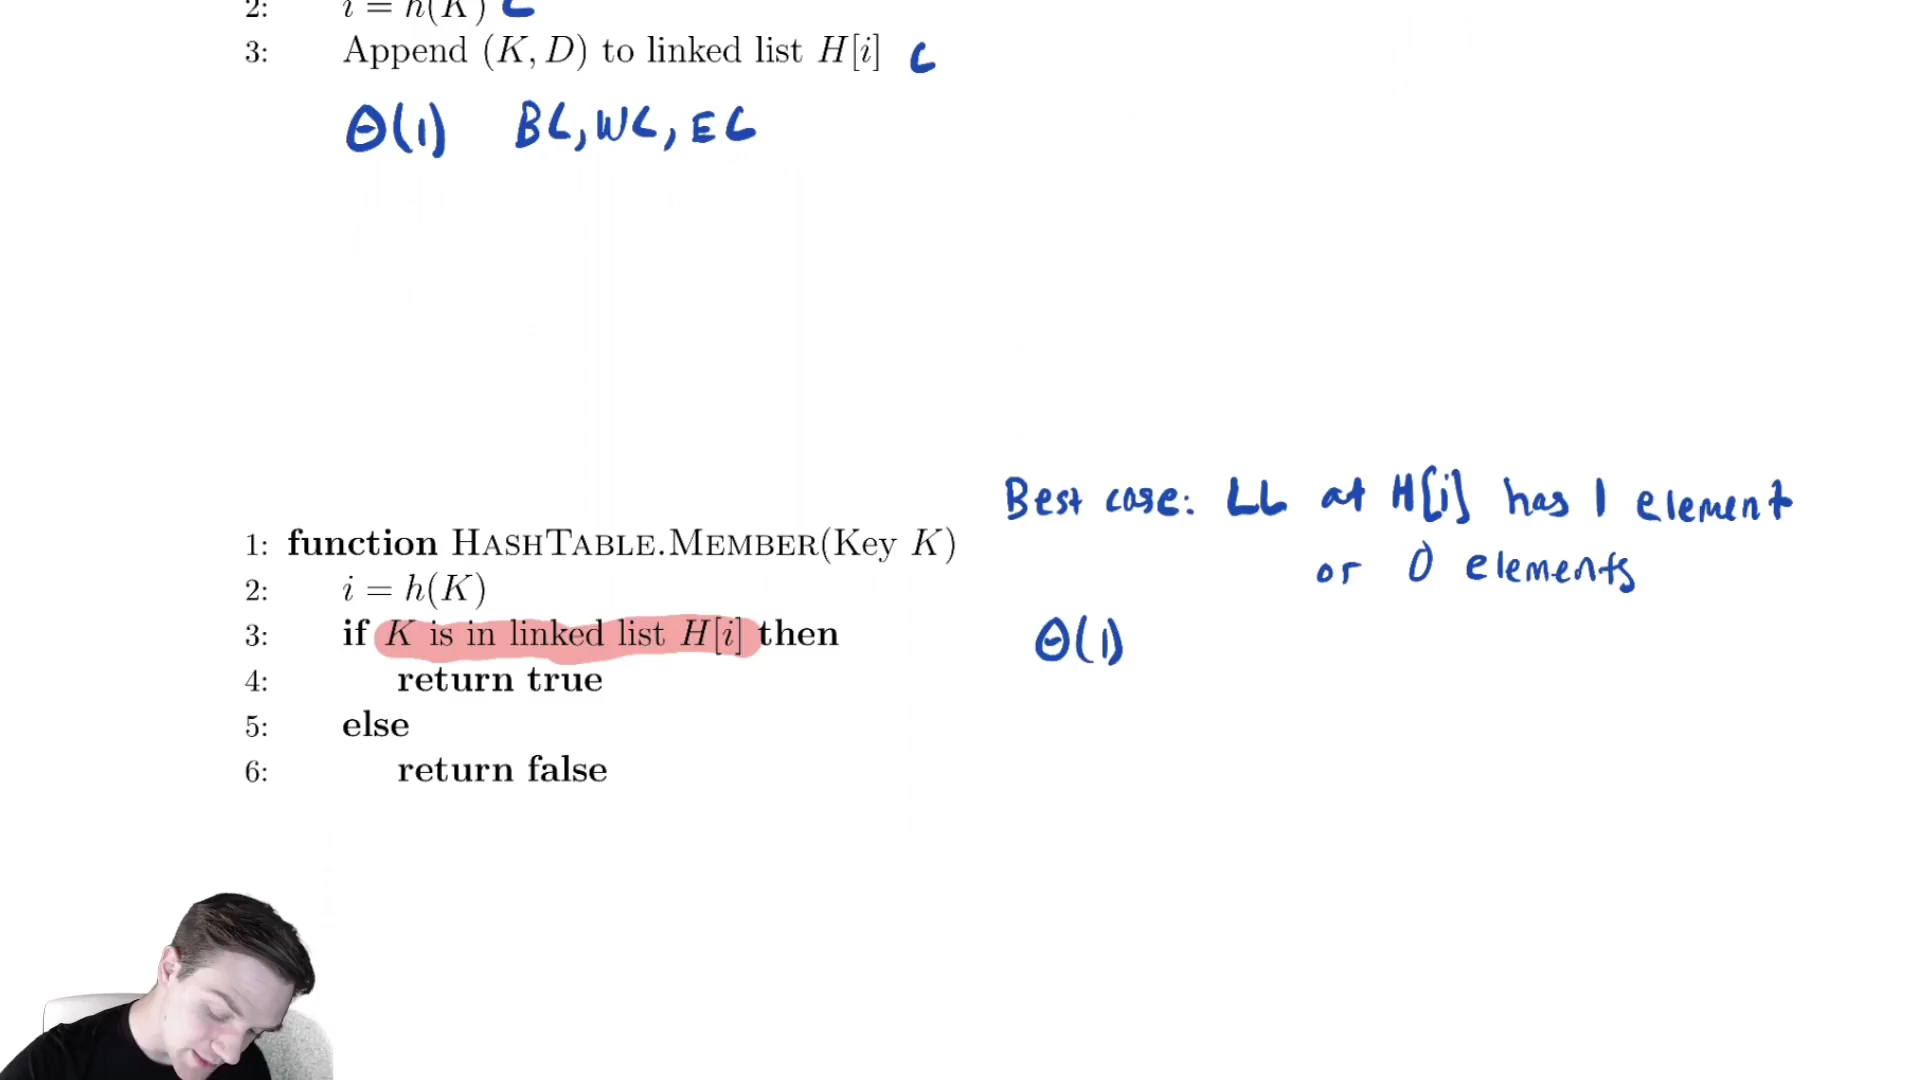 2: i = h(K) C
3: Append (K, D) to linked list H[i] C
Θ(1) BC, WC, EC
Best case: LL at H[i] has 1 element
or 0 elements
Θ(1)
1: function HASHTABLE.MEMBER(Key K)
2: i = h(K)
3: if K is in linked list H[i] then
4: return true
5: else
6: return false